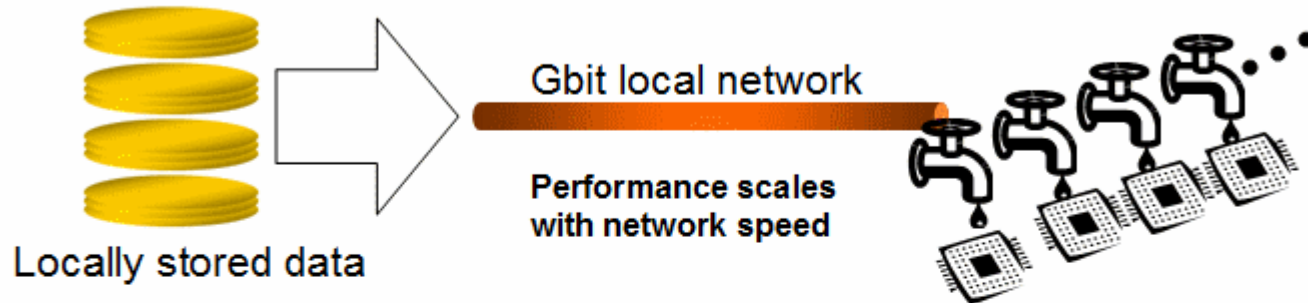 Gbit local network
Performance scales
with network speed
Locally stored data